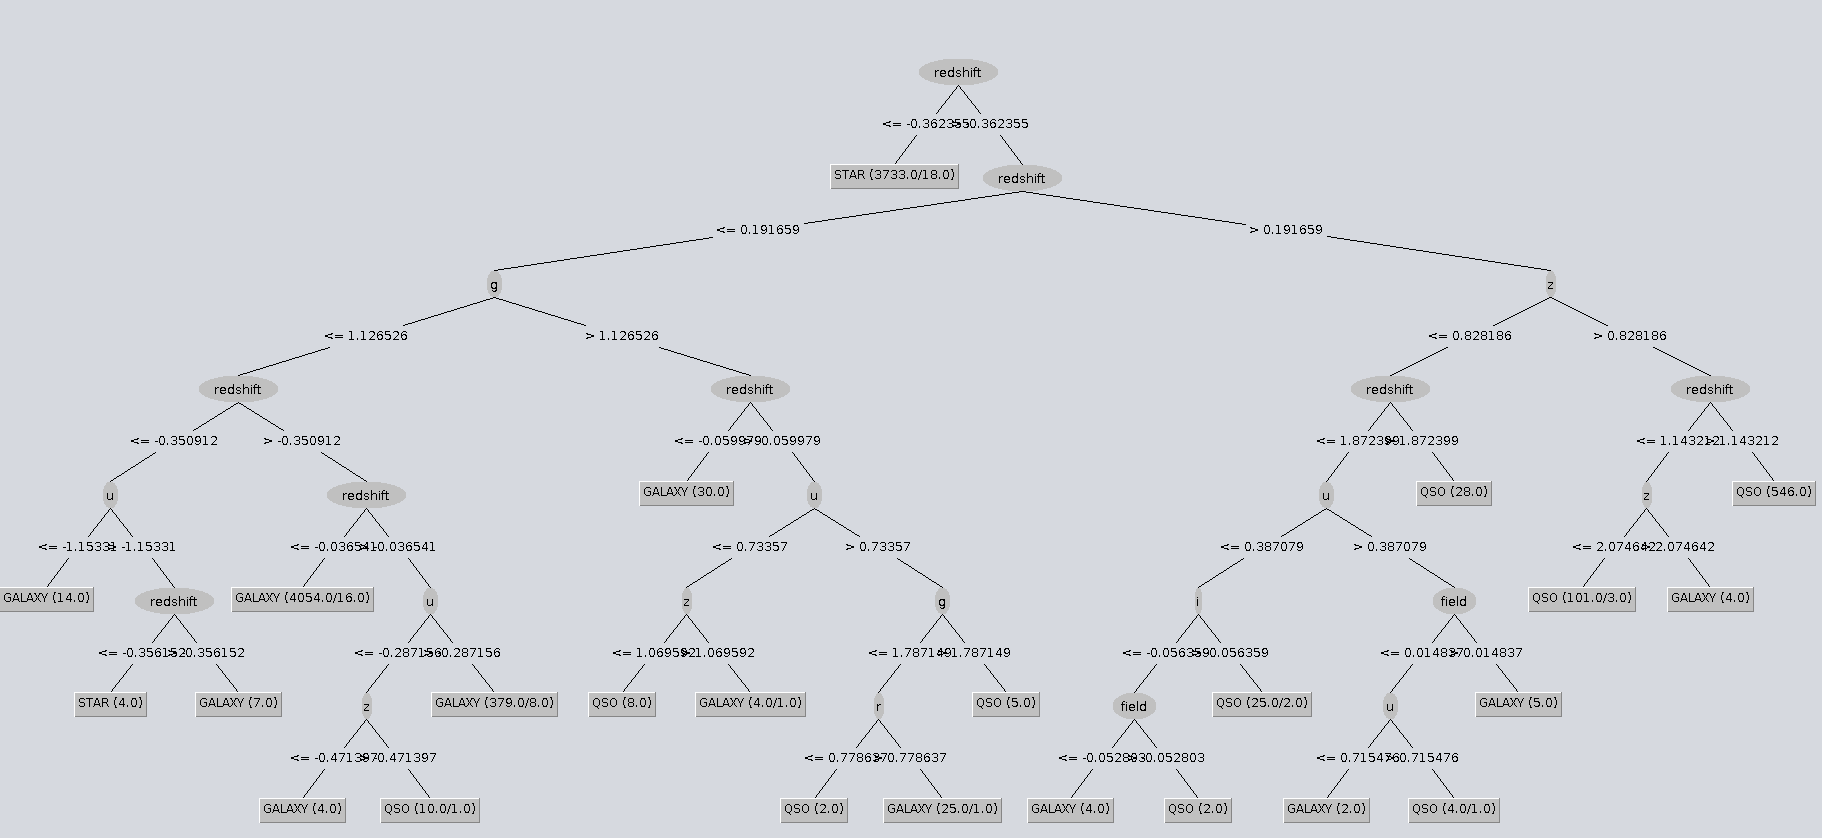 redshift
<= -0.362355 > -0.362355
STAR (3733.0/18.0) redshift
<= 0.191659 > 0.191659
g z
<= 1.126526 > 1.126526 <= 0.828186 > 0.828186
redshift redshift redshift redshift
<= -0.350912 > -0.350912 <= -0.059979 > -0.059979 <= 1.872399 > 1.872399 <= 1.143212 > 1.143212
u redshift GALAXY (30.0) u u QSO (28.0) z QSO (546.0)
<= -1.15331 > -1.15331 <= -0.036541 > -0.036541 <= 0.73357 > 0.73357 <= 0.387079 > 0.387079 <= 2.074642 > 2.074642
GALAXY (14.0) redshift GALAXY (4054.0/16.0) u z g i field QSO (101.0/3.0) GALAXY (4.0)
<= -0.356152 > -0.356152 <= -0.287156 > -0.287156 <= 1.069592 > 1.069592 <= 1.787149 > 1.787149 <= -0.056359 > -0.056359 <= 0.014837 > 0.014837
STAR (4.0) GALAXY (7.0) z GALAXY (379.0/8.0) QSO (8.0) GALAXY (4.0/1.0) r QSO (5.0) field QSO (25.0/2.0) u GALAXY (5.0)
<= -0.471397 > -0.471397 <= 0.778637 > 0.778637 <= -0.052803 > -0.052803 <= 0.715476 > 0.715476
GALAXY (4.0) QSO (10.0/1.0) QSO (2.0) GALAXY (25.0/1.0) GALAXY (4.0) QSO (2.0) GALAXY (2.0) QSO (4.0/1.0)